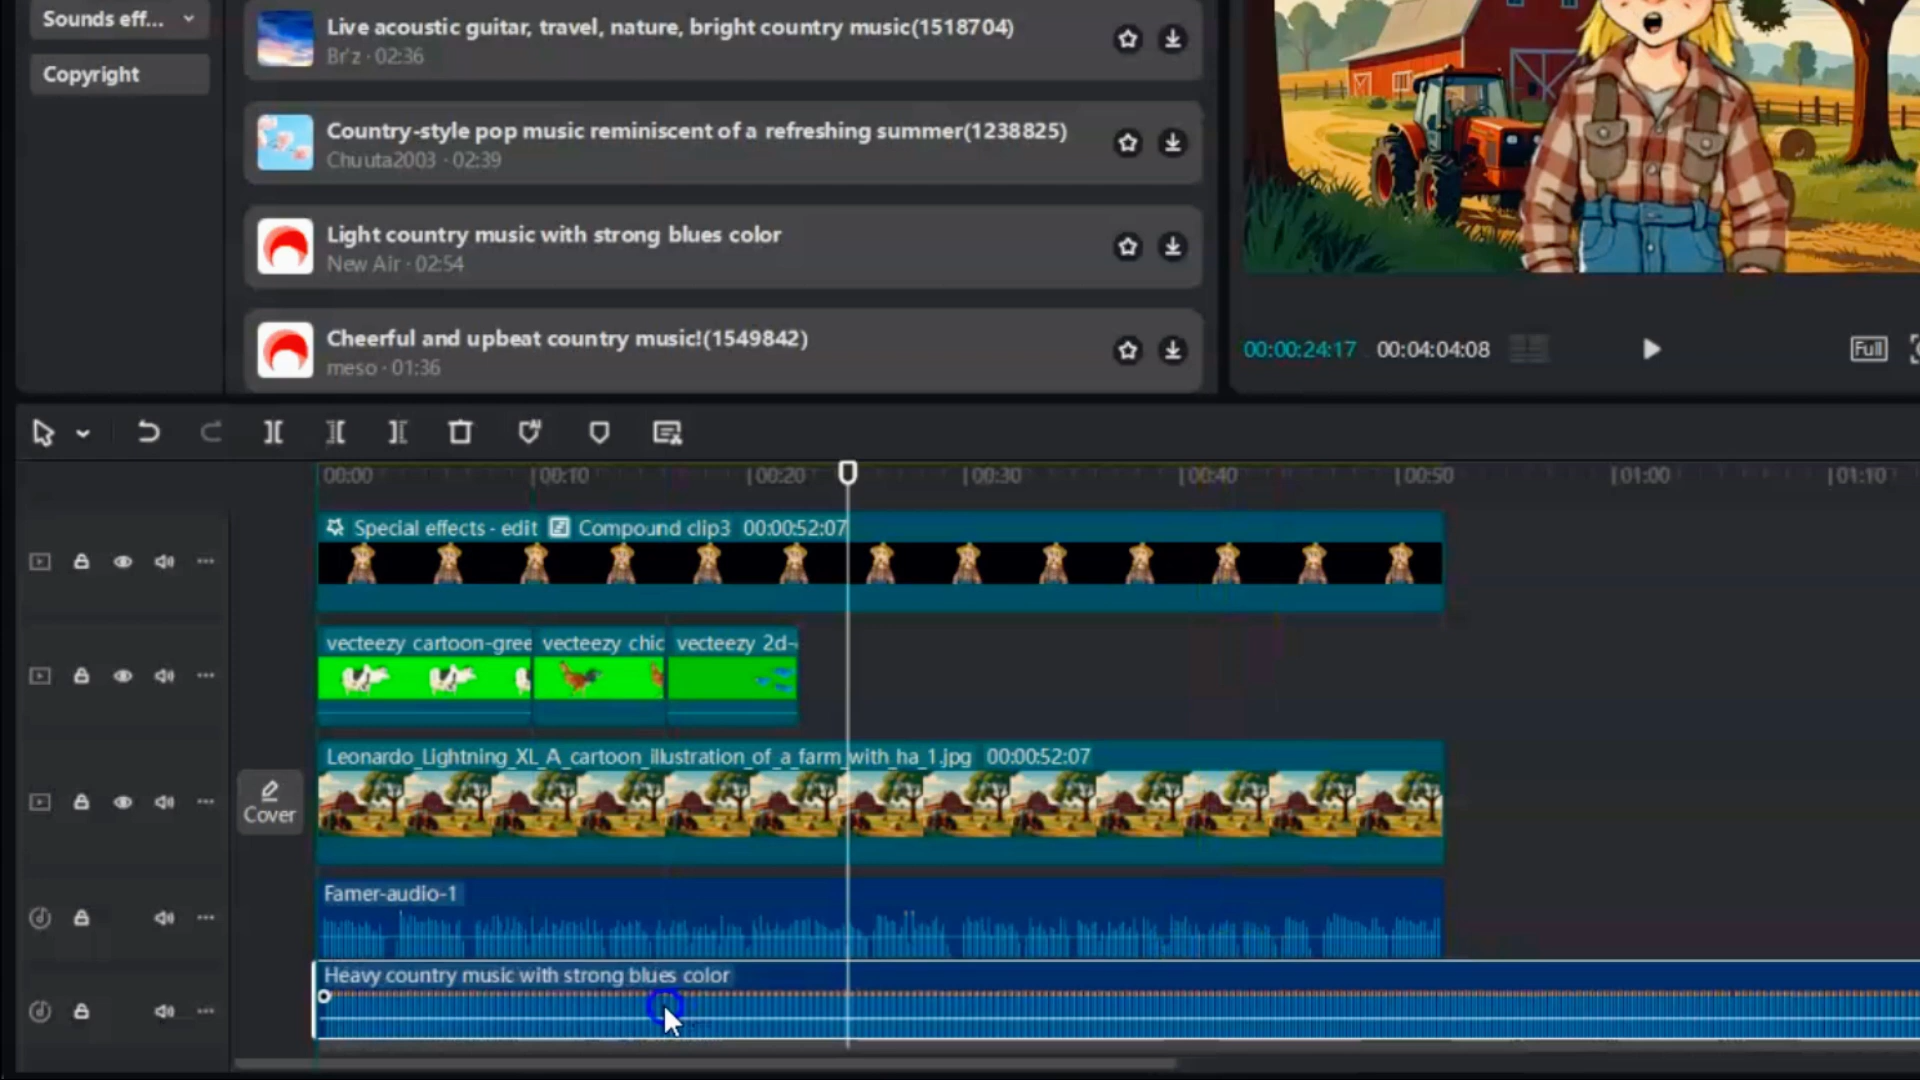 Sounds eff...
Copyright
Live acoustic guitar, travel, nature, bright country music(1518704)
Br'z · 02:36
Country-style pop music reminiscent of a refreshing summer(1238825)
Chuuta2003 · 02:39
Light country music with strong blues color
New Air · 02:54
Cheerful and upbeat country music!(1549842)
meso · 01:36
00:00:24:17 00:04:04:08
Full
00:00 00:10 00:20 00:30 00:40 00:50 01:00 01:10
Special effects - edit Compound clip3 00:00:52:07
vecteezy cartoon-gree vecteezy chic vecteezy 2d-
Leonardo_Lightning_XL_A_cartoon_illustration_of_a_farm_with_ha_1.jpg 00:00:52:07
Cover
Famer-audio-1
Heavy country music with strong blues color